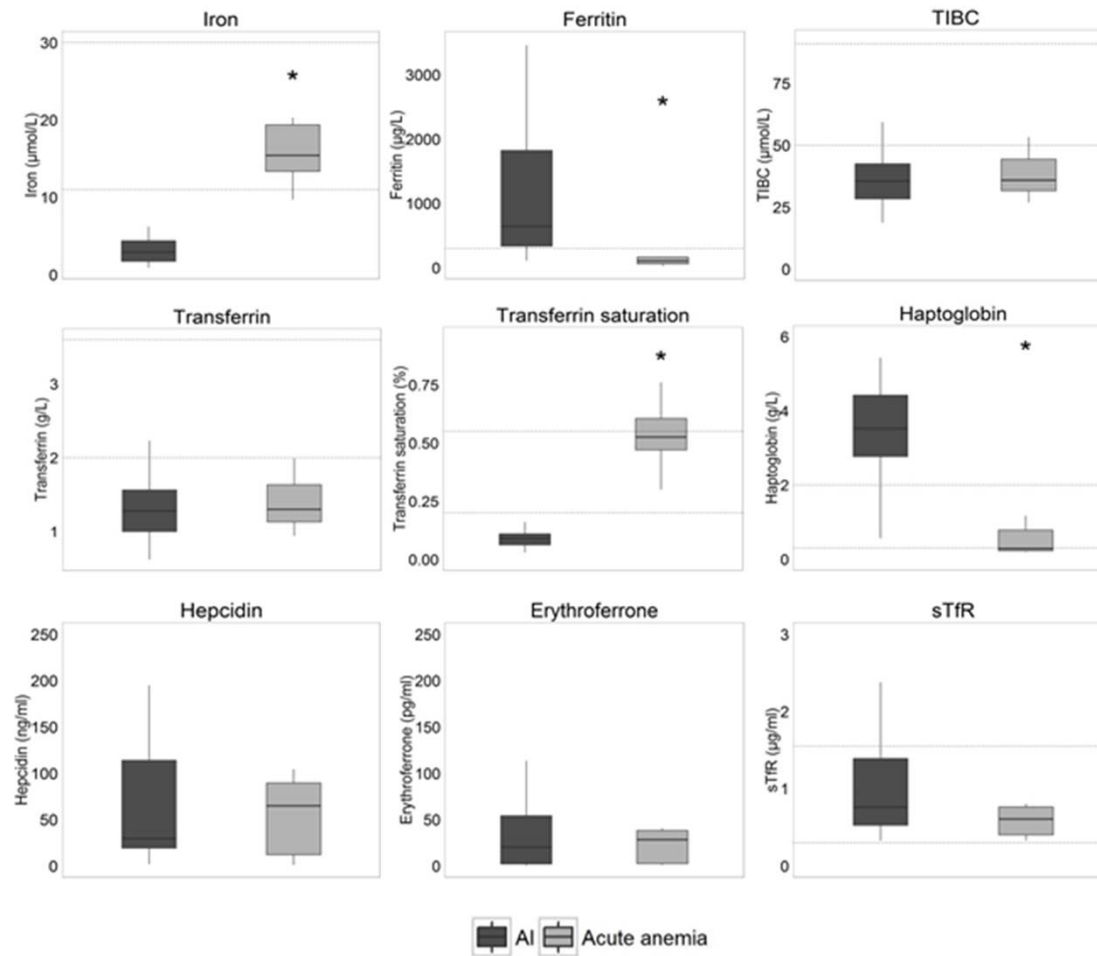 Iron
Iron (μmol/L)
30
20
10
0
*
Ferritin
Ferritin (μg/L)
3000
2000
1000
0
*
TIBC
TIBC (μmol/L)
75
50
25
0
Transferrin
Transferrin (g/L)
3
2
1
Transferrin saturation
Transferrin saturation (%)
0.75
0.50
0.25
0.00
*
Haptoglobin
Haptoglobin (g/L)
6
4
2
0
*
Hepcidin
Hepcidin (ng/ml)
250
200
150
100
50
0
Erythroferrone
Erythroferrone (pg/ml)
250
200
150
100
50
0
sTfR
sTfR (μg/ml)
3
2
1
0
AI Acute anemia